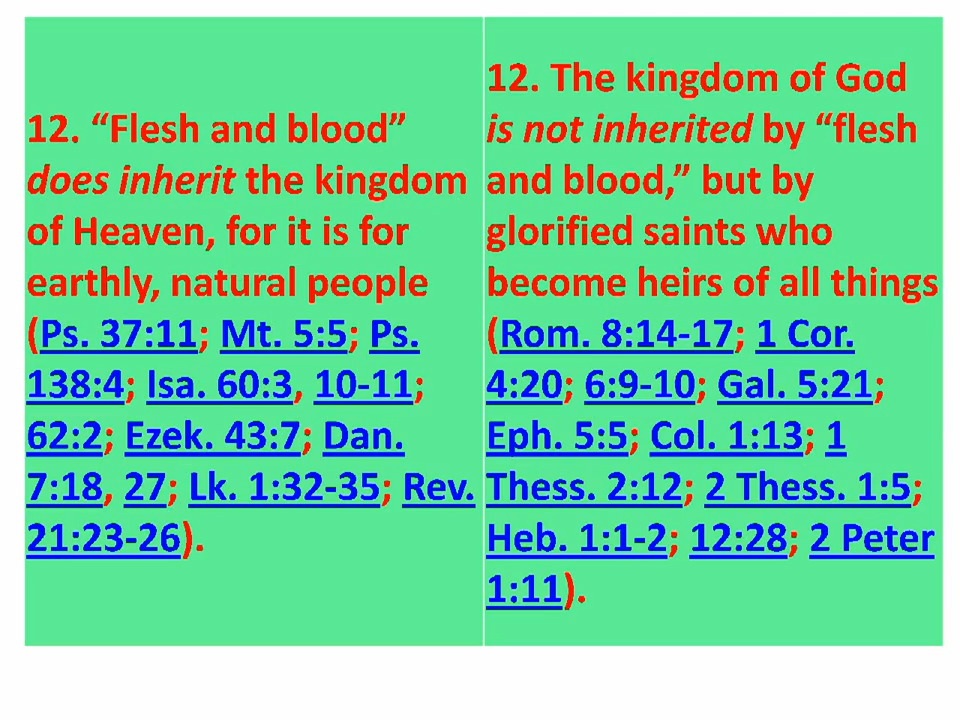 12. “Flesh and blood”
does inherit the kingdom
of Heaven, for it is for
earthly, natural people
(Ps. 37:11; Mt. 5:5; Ps.
138:4; Isa. 60:3, 10-11;
62:2; Ezek. 43:7; Dan.
7:18, 27; Lk. 1:32-35; Rev.
21:23-26).
12. The kingdom of God
is not inherited by “flesh
and blood,” but by
glorified saints who
become heirs of all things
(Rom. 8:14-17; 1 Cor.
4:20; 6:9-10; Gal. 5:21;
Eph. 5:5; Col. 1:13; 1
Thess. 2:12; 2 Thess. 1:5;
Heb. 1:1-2; 12:28; 2 Peter
1:11).